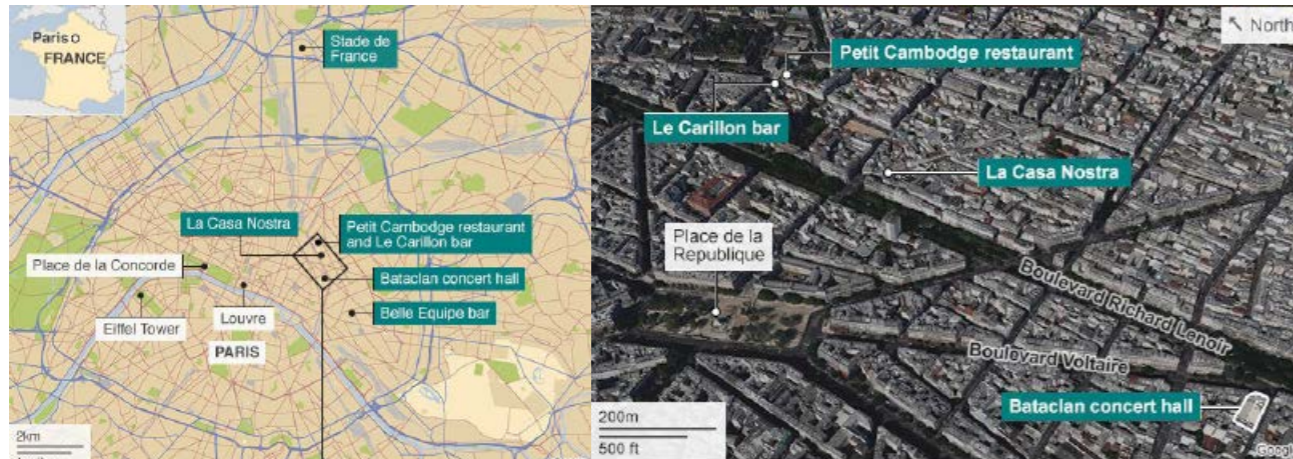 Paris
FRANCE
Stade de
France
La Casa Nostra
Petit Cambodge restaurant
and Le Carillon bar
Place de la Concorde
Bataclan concert hall
Belle Equipe bar
Louvre
Eiffel Tower
PARIS
2km
North
Petit Cambodge restaurant
Le Carillon bar
La Casa Nostra
Place de la
Republique
Boulevard Richard Lenoir
Boulevard Voltaire
Bataclan concert hall
200m
500 ft